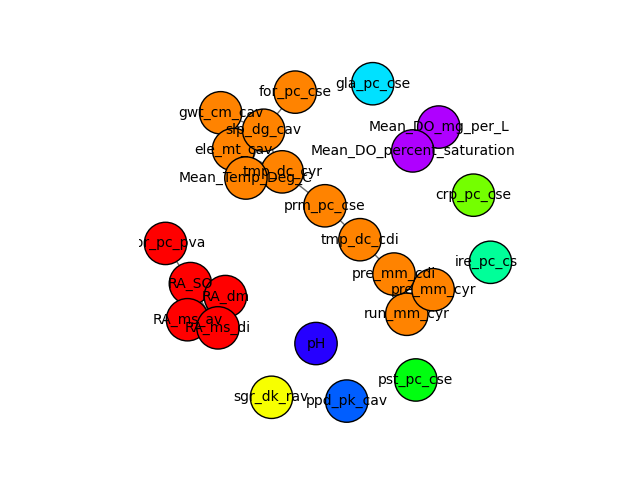 for_pc_cse
gla_pc_cse
gwt_cm_cav
slp_dg_cav
Mean_DO_mg_per_L
ele_mt_cav
Mean_DO_percent_saturation
tmp_dc_cyr
Mean_Temp_Deg_C
crp_pc_cse
prm_pc_cse
tmp_dc_cdi
or_pc_pva
ire_pc_cs
pre_mm_cdi
RA_SO
pre_mm_cyr
RA_dm
run_mm_cyr
RA_ms_av
RA_ms_di
pH
pst_pc_cse
sgr_dk_rav
ppd_pk_cav